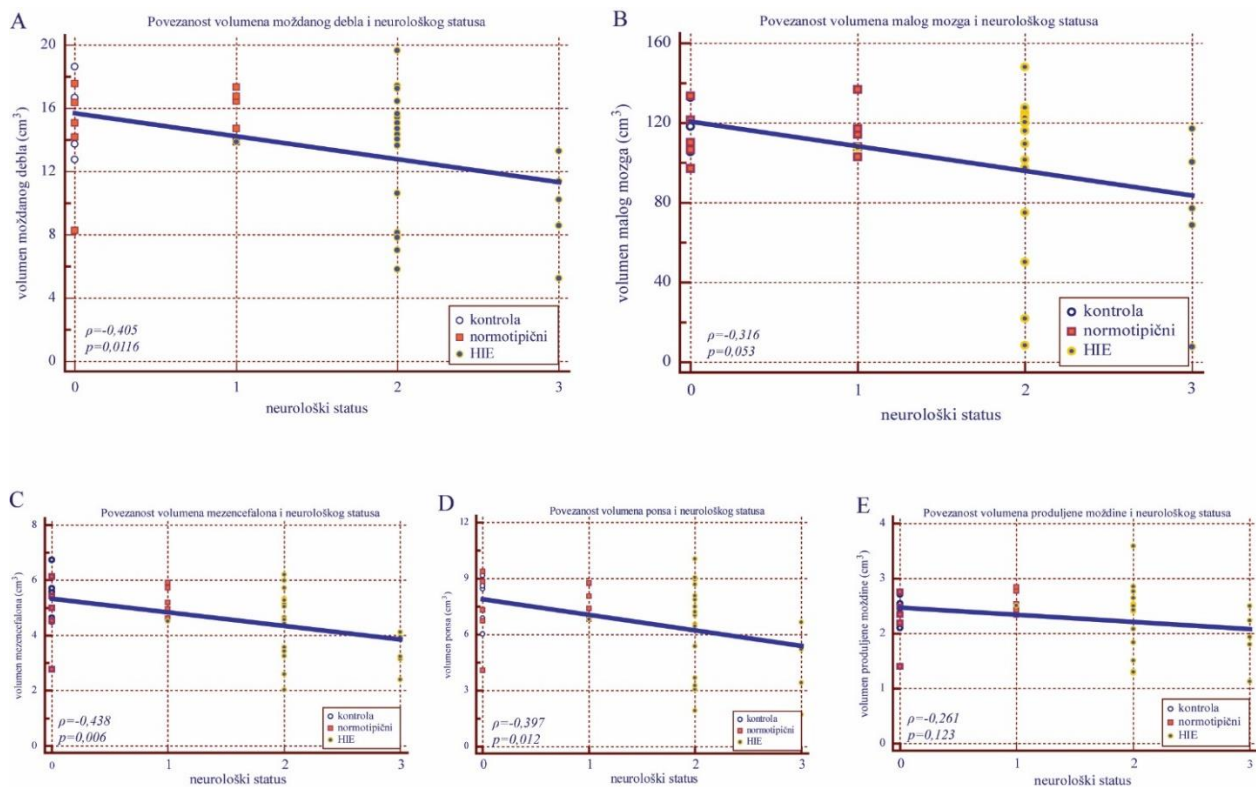 A
Povezanost volumena moždanog debla i neurološkog statusa
volumen moždanog debla (cm³)
20
16
12
8
4
0
ρ=-0,405
p=0,0116
kontrola
normotipični
HIE
0 1 2 3
neurološki status
B
Povezanost volumena malog mozga i neurološkog statusa
volumen malog mozga (cm³)
160
120
80
40
0
ρ=-0,316
p=0,053
kontrola
normotipični
HIE
0 1 2 3
neurološki status
C
Povezanost volumena mezencefalona i neurološkog statusa
volumen mezencefalona (cm³)
8
6
4
2
0
ρ=-0,438
p=0,006
kontrola
normotipični
HIE
0 1 2 3
neurološki status
D
Povezanost volumena ponsa i neurološkog statusa
volumen ponsa (cm³)
12
9
6
3
0
ρ=-0,397
p=0,012
kontrola
normotipični
HIE
0 1 2 3
neurološki status
E
Povezanost volumena produljene moždine i neurološkog statusa
volumen produljene moždine (cm³)
4
3
2
1
0
ρ=-0,261
p=0,123
kontrola
normotipični
HIE
0 1 2 3
neurološki status